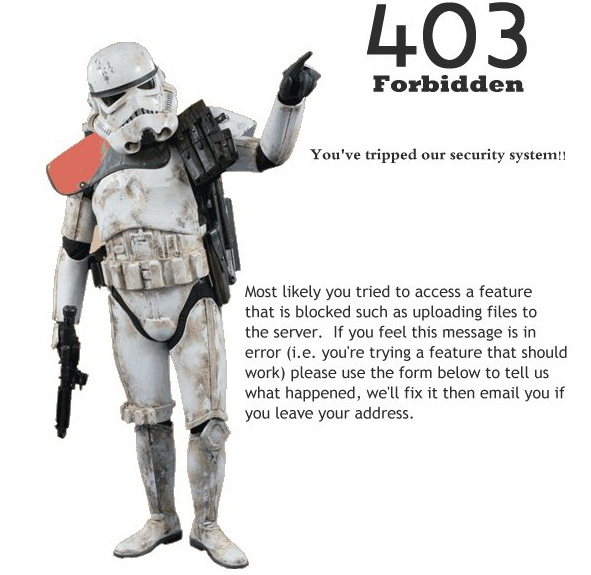 403
Forbidden
You've tripped our security system!!
Most likely you tried to access a feature
that is blocked such as uploading files to
the server.  If you feel this message is in
error (i.e. you're trying a feature that should
work) please use the form below to tell us
what happened, we'll fix it then email you if
you leave your address.